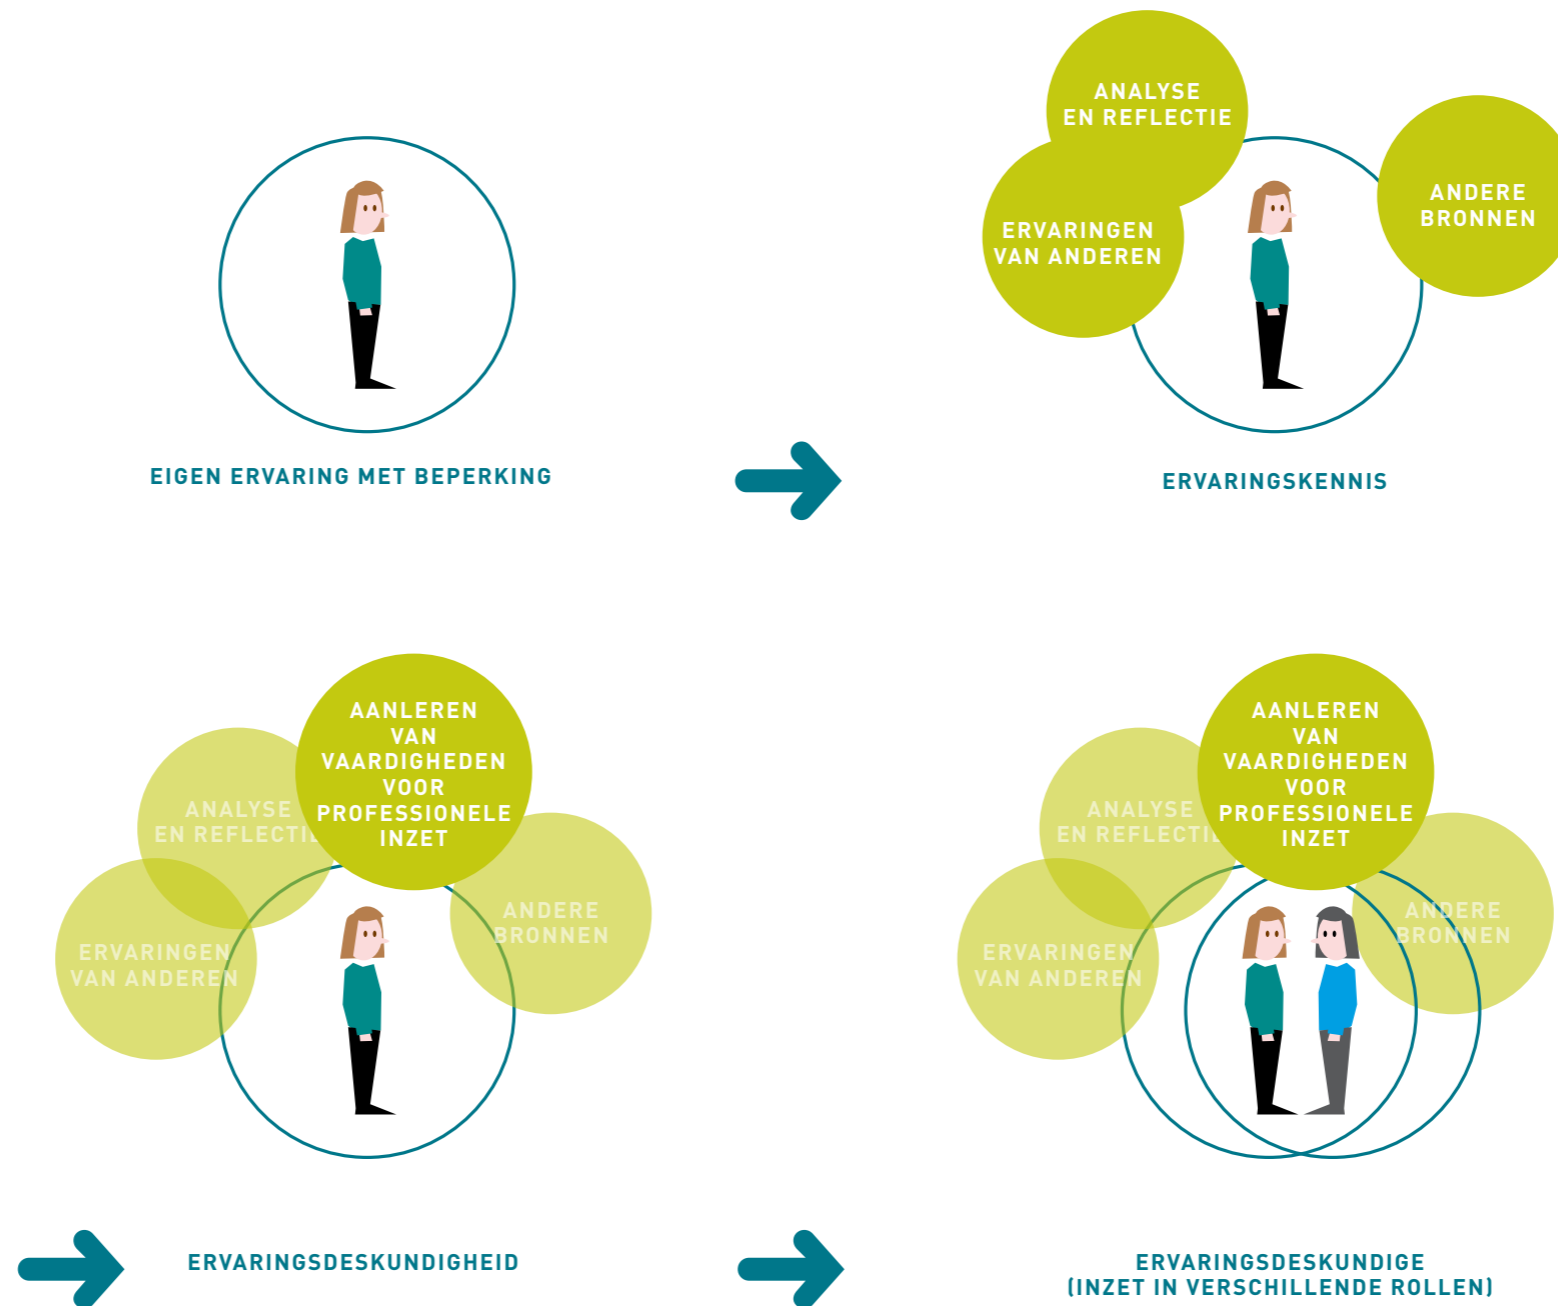 ANALYSE
EN REFLECTIE
ANDERE
BRONNEN
ERVARINGEN
VAN ANDEREN
EIGEN ERVARING MET BEPERKING
ERVARINGSKENNIS
AANLEREN
VAN
VAARDIGHEDEN
VOOR
PROFESSIONELE
INZET
ANALYSE
EN REFLECTIE
ANDERE
BRONNEN
ERVARINGEN
VAN ANDEREN
AANLEREN
VAN
VAARDIGHEDEN
VOOR
PROFESSIONELE
INZET
ANALYSE
EN REFLECTIE
ANDERE
BRONNEN
ERVARINGEN
VAN ANDEREN
ERVARINGSDESKUNDIGHEID
ERVARINGSDESKUNDIGE
(INZET IN VERSCHILLENDE ROLLEN)